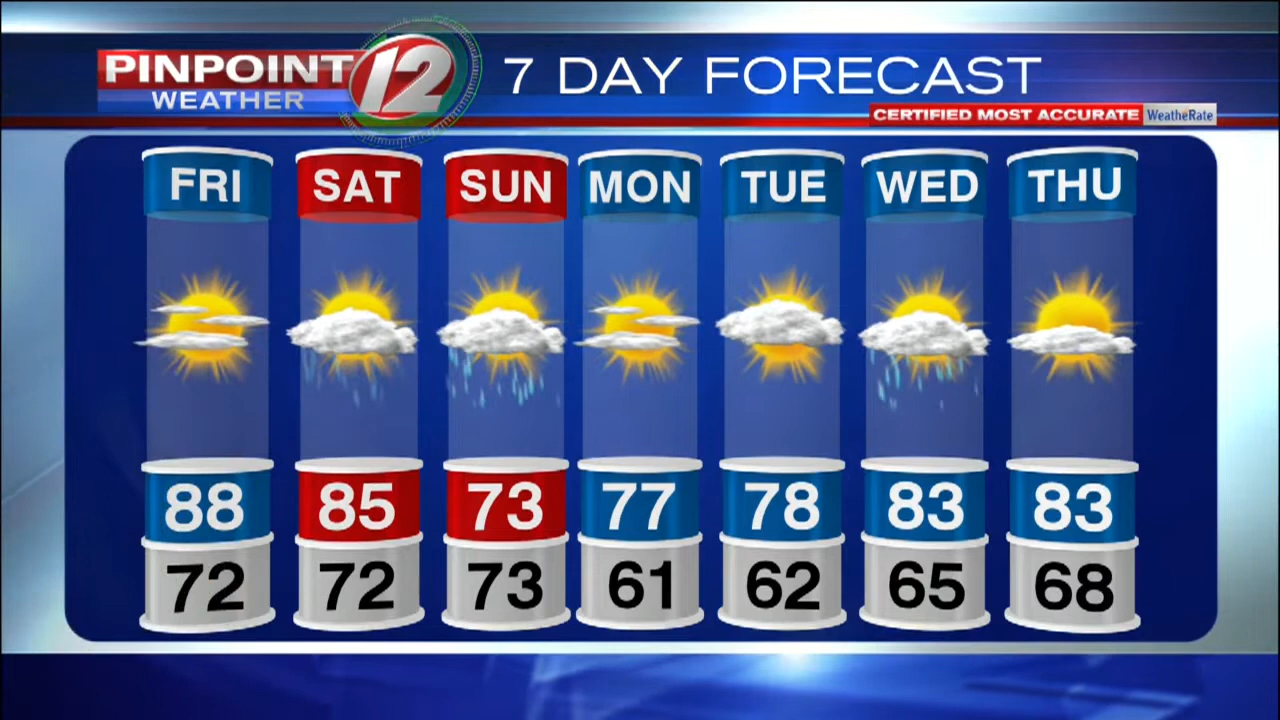 PINPOINT 12
WEATHER
7 DAY FORECAST
CERTIFIED MOST ACCURATE WeatheRate
FRI SAT SUN MON TUE WED THU
88 85 73 77 78 83 83
72 72 73 61 62 65 68